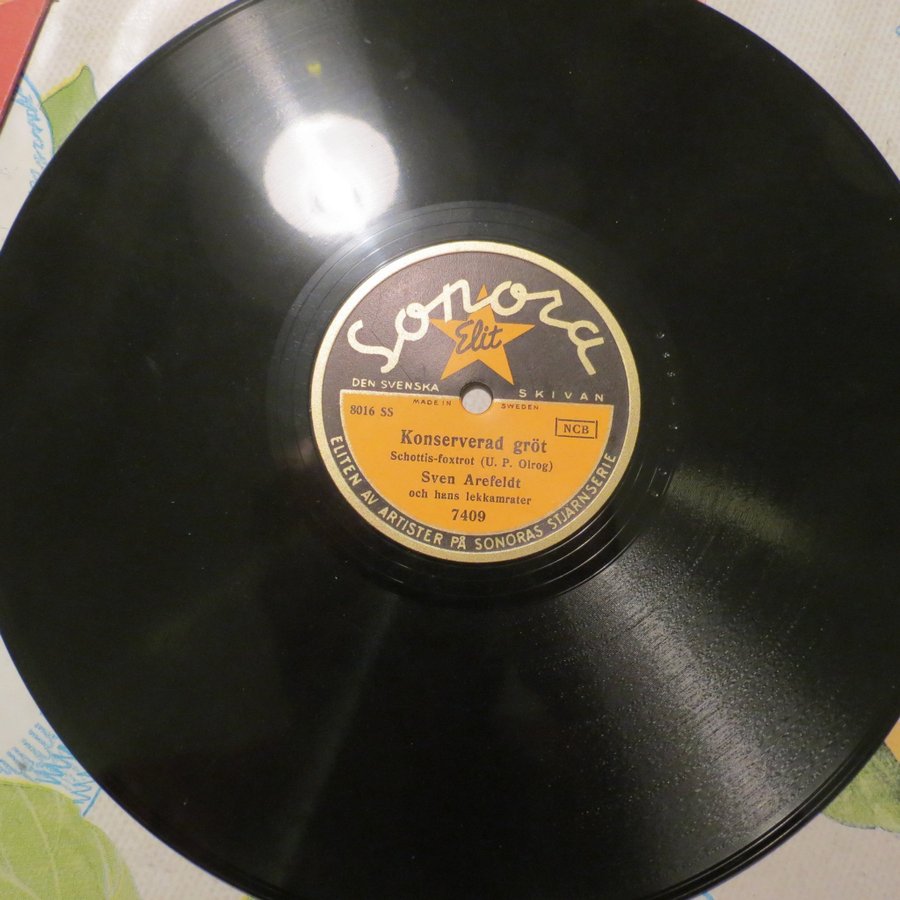 Sonora
Elit
DEN SVENSKA SKIVAN
MADE IN SWEDEN
8016 SS
NCB
Konserverad gröt
Schottis-foxtrot (U. P. Olrog)
Sven Arefeldt
och hans lekkamrater
7409
ELITEN AV ARTISTER PÅ SONORAS STJÄRNSERIE